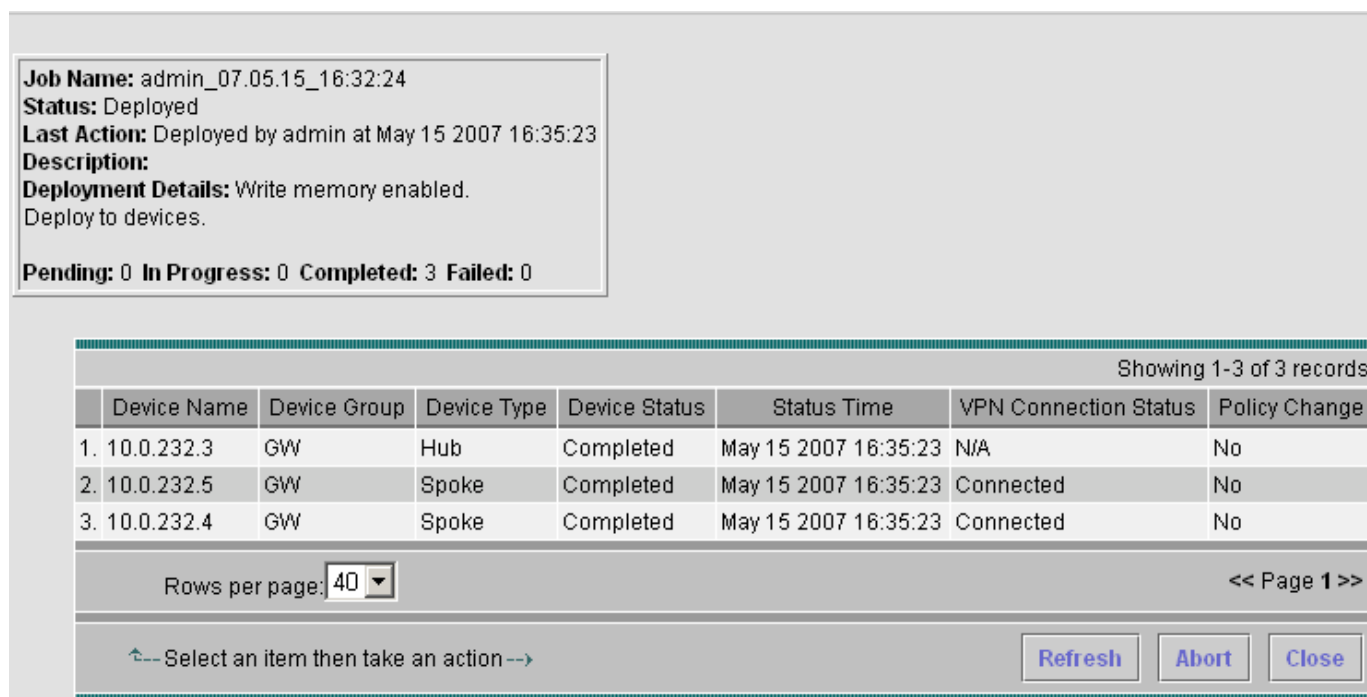 Job Name: admin_07.05.15_16:32:24
Status: Deployed
Last Action: Deployed by admin at May 15 2007 16:35:23
Description:
Deployment Details: Write memory enabled.
Deploy to devices.
Pending: 0 In Progress: 0 Completed: 3 Failed: 0
Showing 1-3 of 3 records
Device Name Device Group Device Type Device Status Status Time VPN Connection Status Policy Change
1. 10.0.232.3 GW Hub Completed May 15 2007 16:35:23 N/A No
2. 10.0.232.5 GW Spoke Completed May 15 2007 16:35:23 Connected No
3. 10.0.232.4 GW Spoke Completed May 15 2007 16:35:23 Connected No
Rows per page: 40 << Page 1 >>
Select an item then take an action Refresh Abort Close